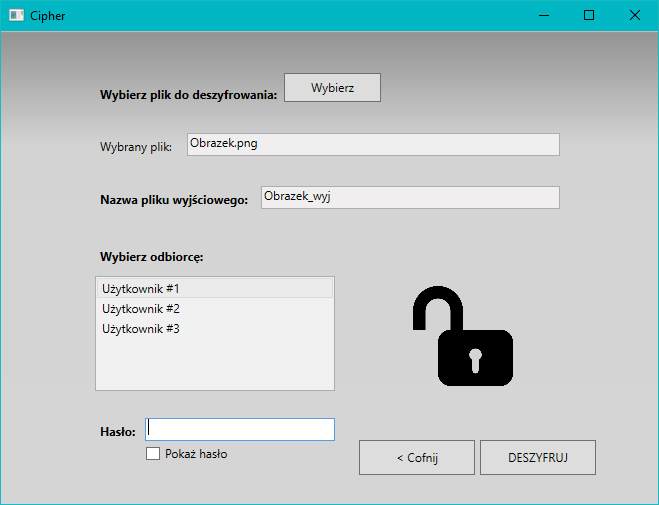 Cipher
Wybierz plik do deszyfrowania:
Wybierz
Wybrany plik:
Obrazek.png
Nazwa pliku wyjściowego:
Obrazek_wyj
Wybierz odbiorcę:
Użytkownik #1
Użytkownik #2
Użytkownik #3
Hasło:
Pokaż hasło
< Cofnij
DESZYFRUJ